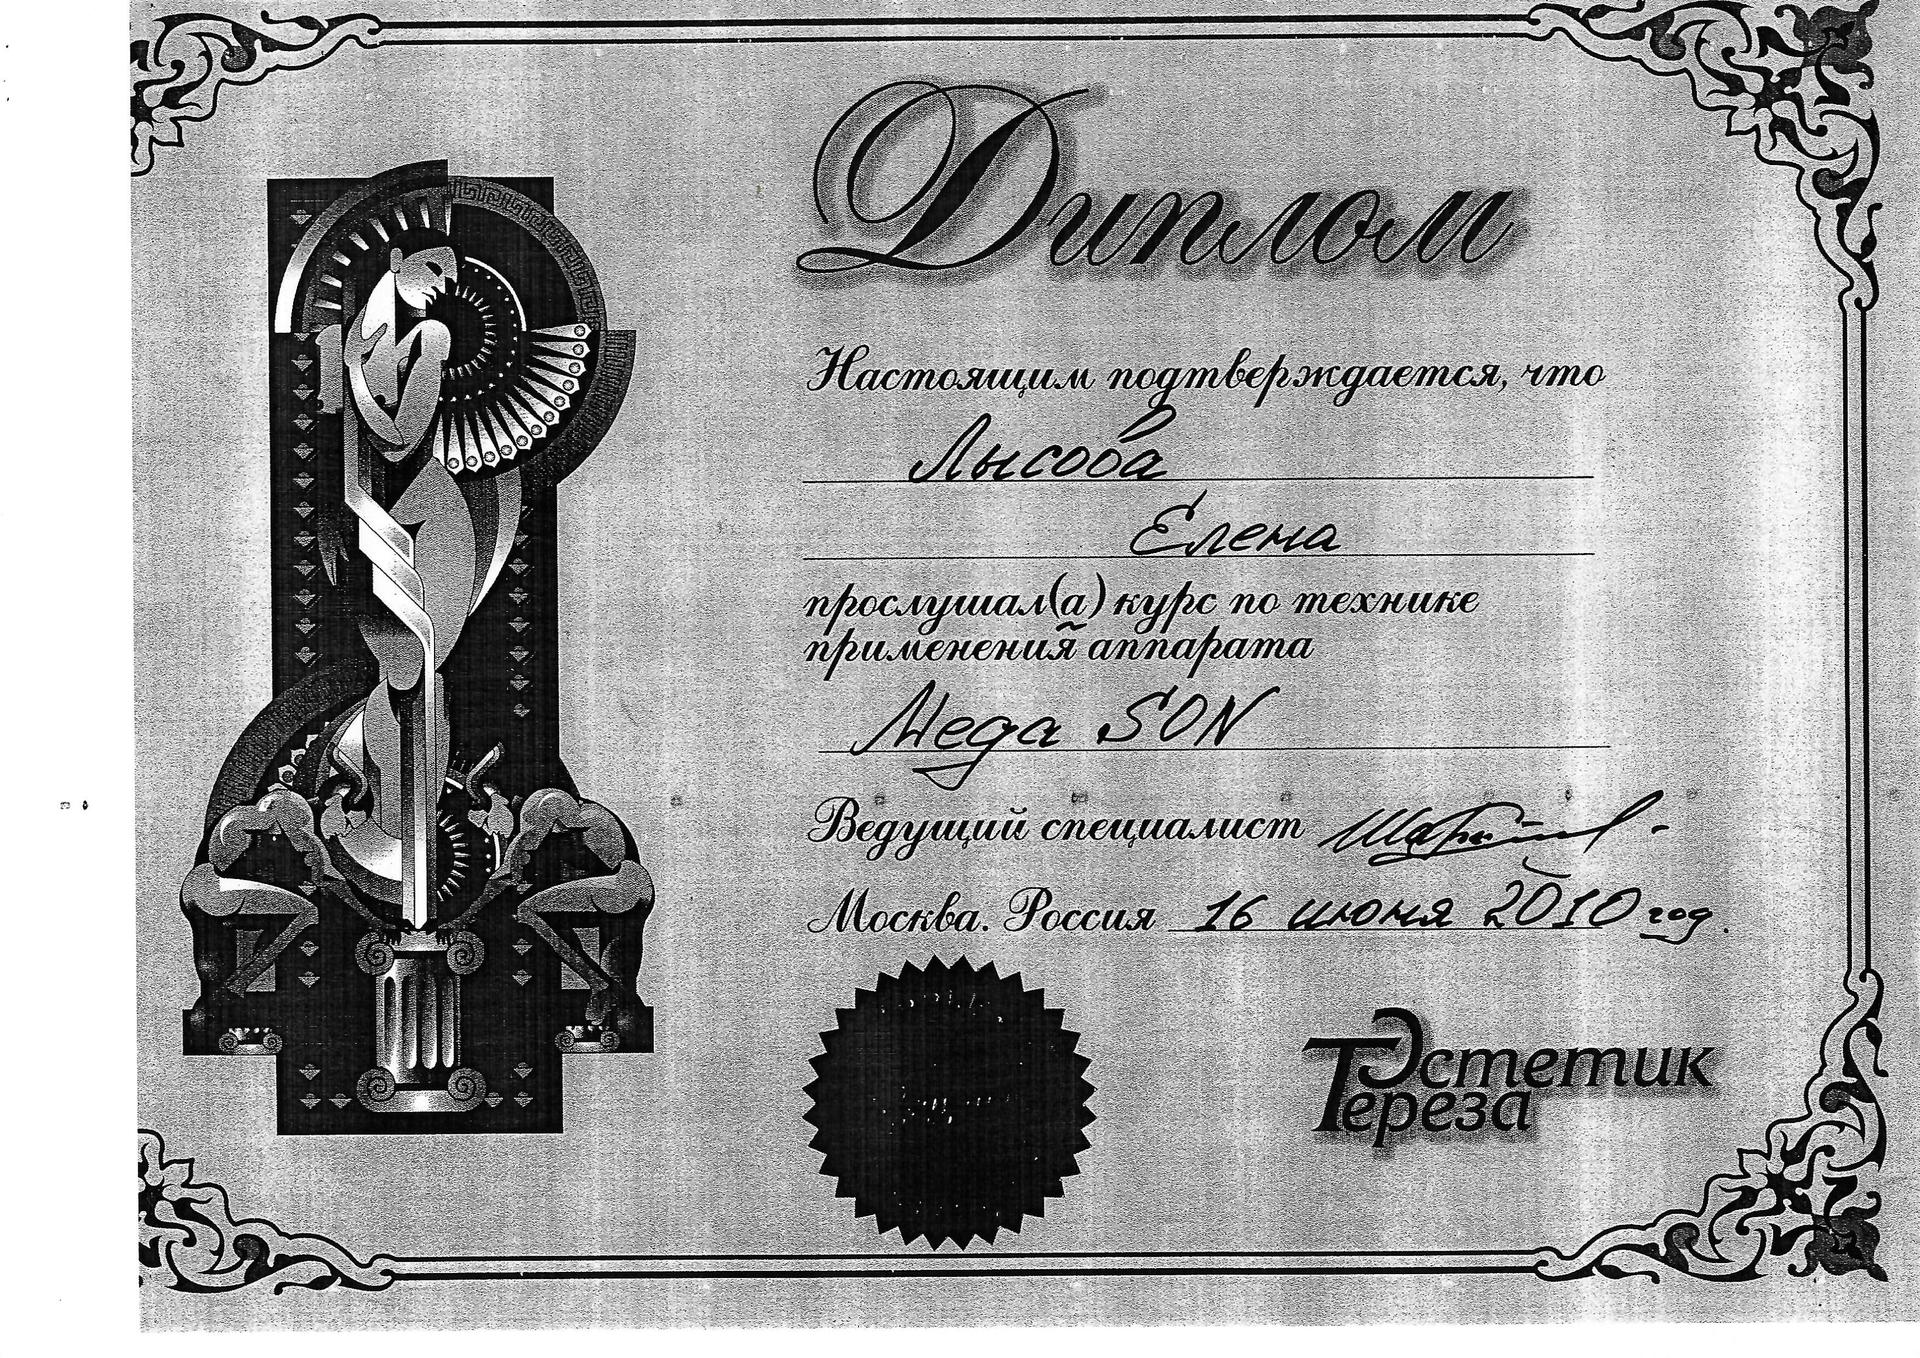 Диплом
Настоящим подтверждается, что
Лысова
Елена
прослушал(а) курс по технике
применения аппарата
Мега SON
Ведущий специалист
Москва. Россия 16 июня 2010 год.
Эстетик
Тереза